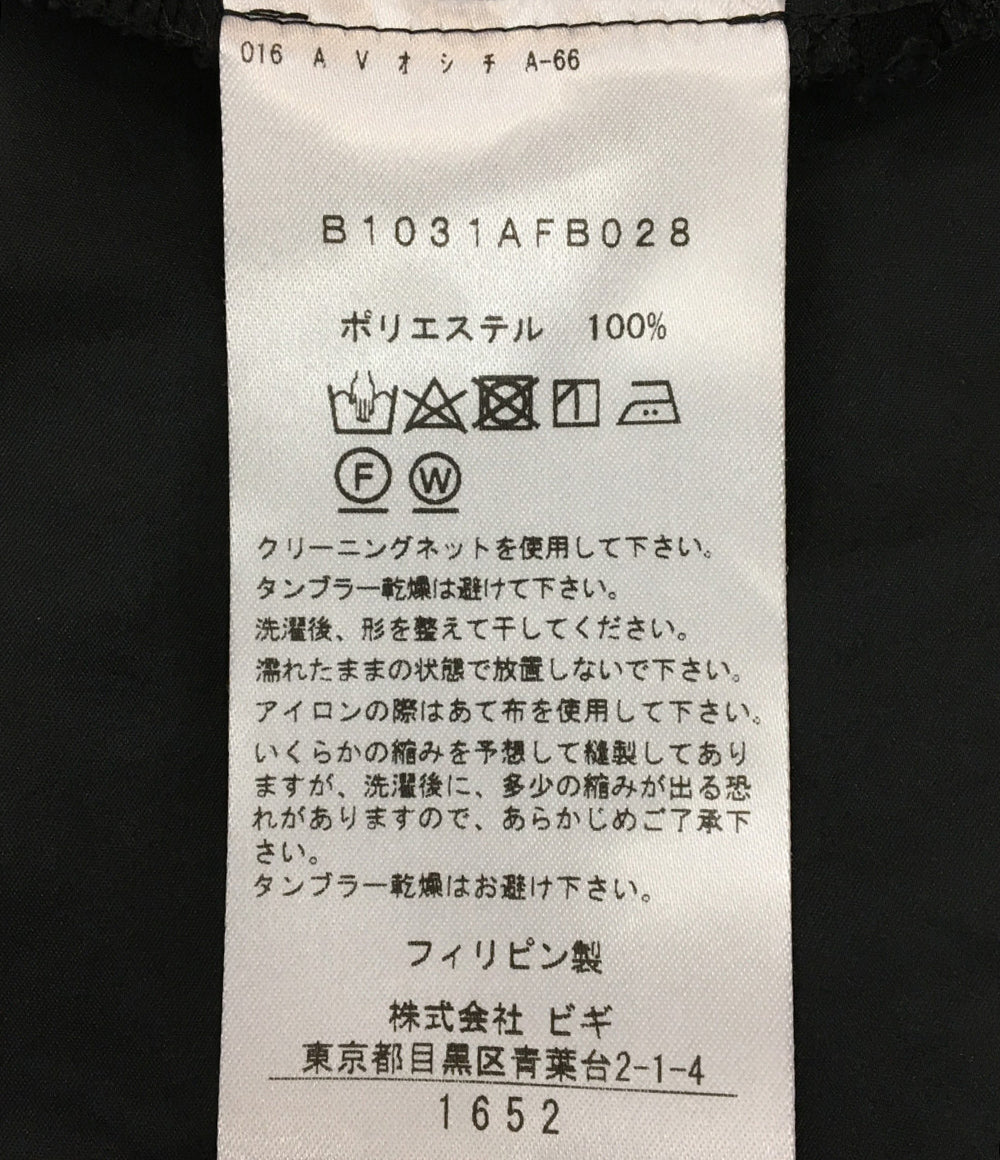 016 A V オ シ チ A-66
B1031AFB028
ポリエステル 100%
F W
クリーニングネットを使用して下さい。
タンブラー乾燥は避けて下さい。
洗濯後、形を整えて干してください。
濡れたままの状態で放置しないで下さい。
アイロンの際はあて布を使用して下さい。
いくらかの縮みを予想して縫製してあり
ますが、洗濯後に、多少の縮みが出る恐
れがありますので、あらかじめご了承下
さい。
タンブラー乾燥はお避け下さい。
フィリピン製
株式会社 ビギ
東京都目黒区青葉台2-1-4
1652